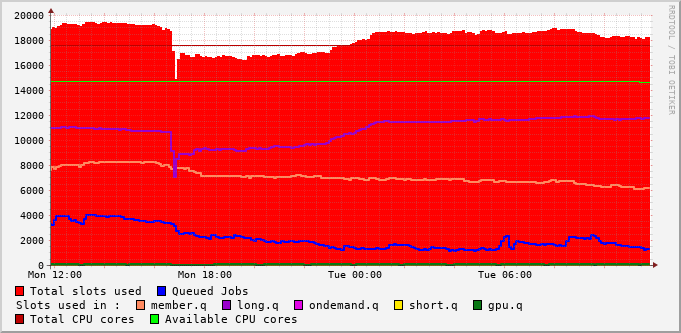 20000
18000
16000
14000
12000
10000
8000
6000
4000
2000
0
Mon 12:00 Mon 18:00 Tue 00:00 Tue 06:00
Total slots used Queued Jobs
Slots used in : member.q long.q ondemand.q short.q gpu.q
Total CPU cores Available CPU cores
RRDTOOL / TOBI OETIKER